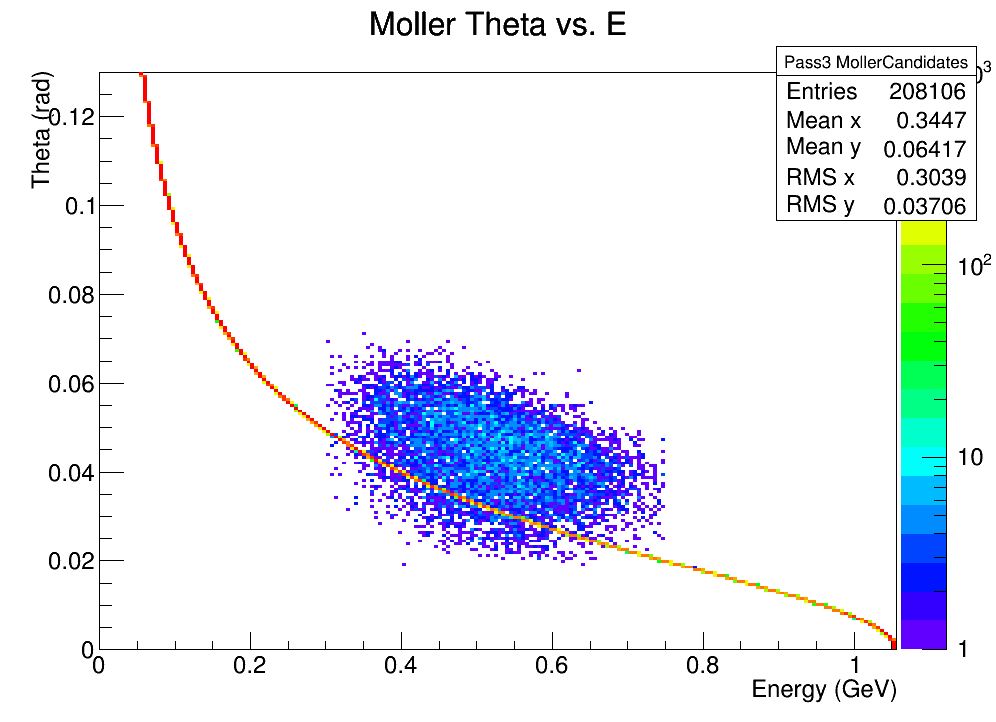 Moller Theta vs. E
Pass3 MollerCandidates
Entries 208106
Mean x 0.3447
Mean y 0.06417
RMS x 0.3039
RMS y 0.03706
Theta (rad)
0.12
0.1
0.08
0.06
0.04
0.02
0
0 0.2 0.4 0.6 0.8 1
Energy (GeV)
10²
10
1